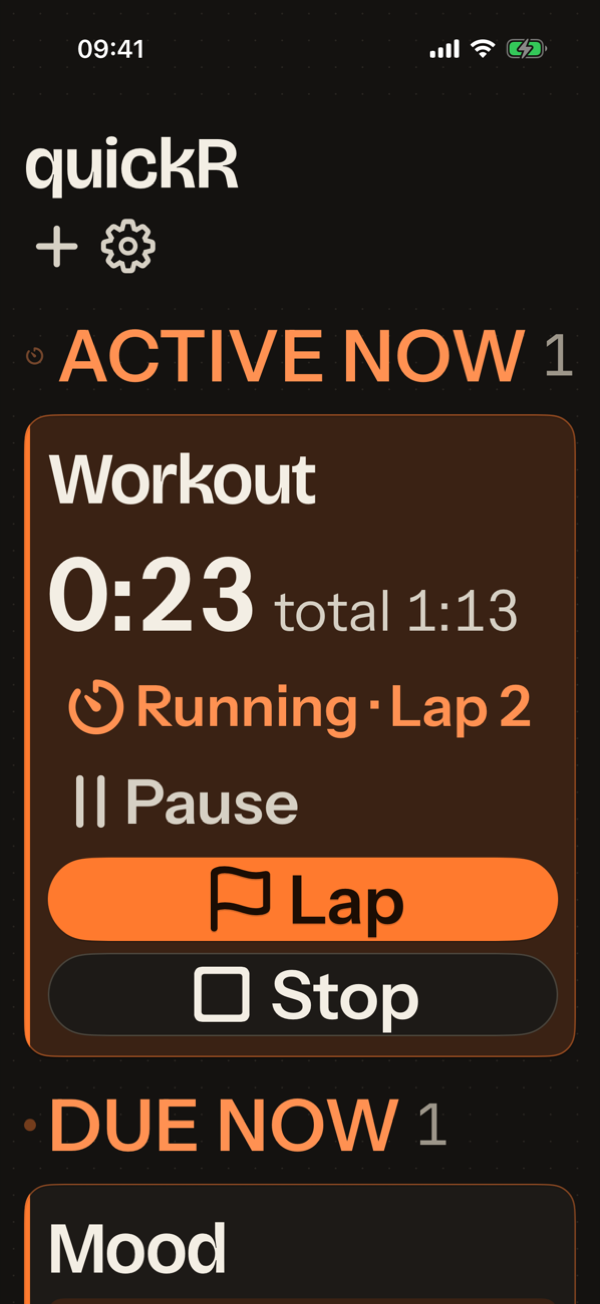 09:41
quickR
ACTIVE NOW 1
Workout
0:23 total 1:13
Running · Lap 2
Pause
Lap
Stop
DUE NOW 1
Mood